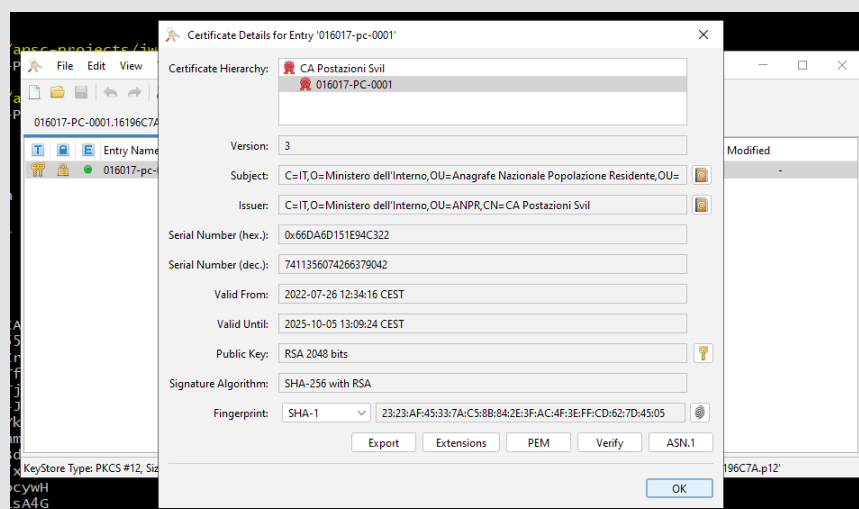 /ansc-projects/jw
Certificate Details for Entry '016017-pc-0001'
File Edit View
Certificate Hierarchy:
CA Postazioni Svil
016017-PC-0001
016017-PC-0001.16196C7A
T E Entry Name
Modified
016017-pc-
-
Version: 3
Subject: C=IT,O=Ministero dell'Interno,OU=Anagrafe Nazionale Popolazione Residente,OU=
Issuer: C=IT,O=Ministero dell'Interno,OU=ANPR,CN=CA Postazioni Svil
Serial Number (hex.): 0x66DA6D151E94C322
Serial Number (dec.): 7411356074266379042
Valid From: 2022-07-26 12:34:16 CEST
Valid Until: 2025-10-05 13:09:24 CEST
Public Key: RSA 2048 bits
Signature Algorithm: SHA-256 with RSA
Fingerprint: SHA-1 23:23:AF:45:33:7A:C5:8B:84:2E:3F:AC:4F:3E:FF:CD:62:7D:45:05
Export Extensions PEM Verify ASN.1
KeyStore Type: PKCS #12, Siz
196C7A.p12'
OK
ocywH
sA4G